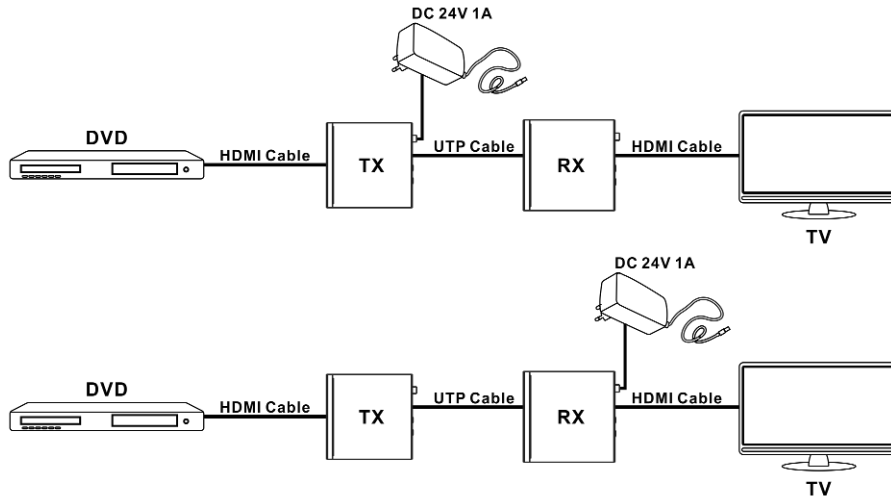 DC 24V 1A
DVD
HDMI Cable
TX
UTP Cable
RX
HDMI Cable
TV
DC 24V 1A
DVD
HDMI Cable
TX
UTP Cable
RX
HDMI Cable
TV